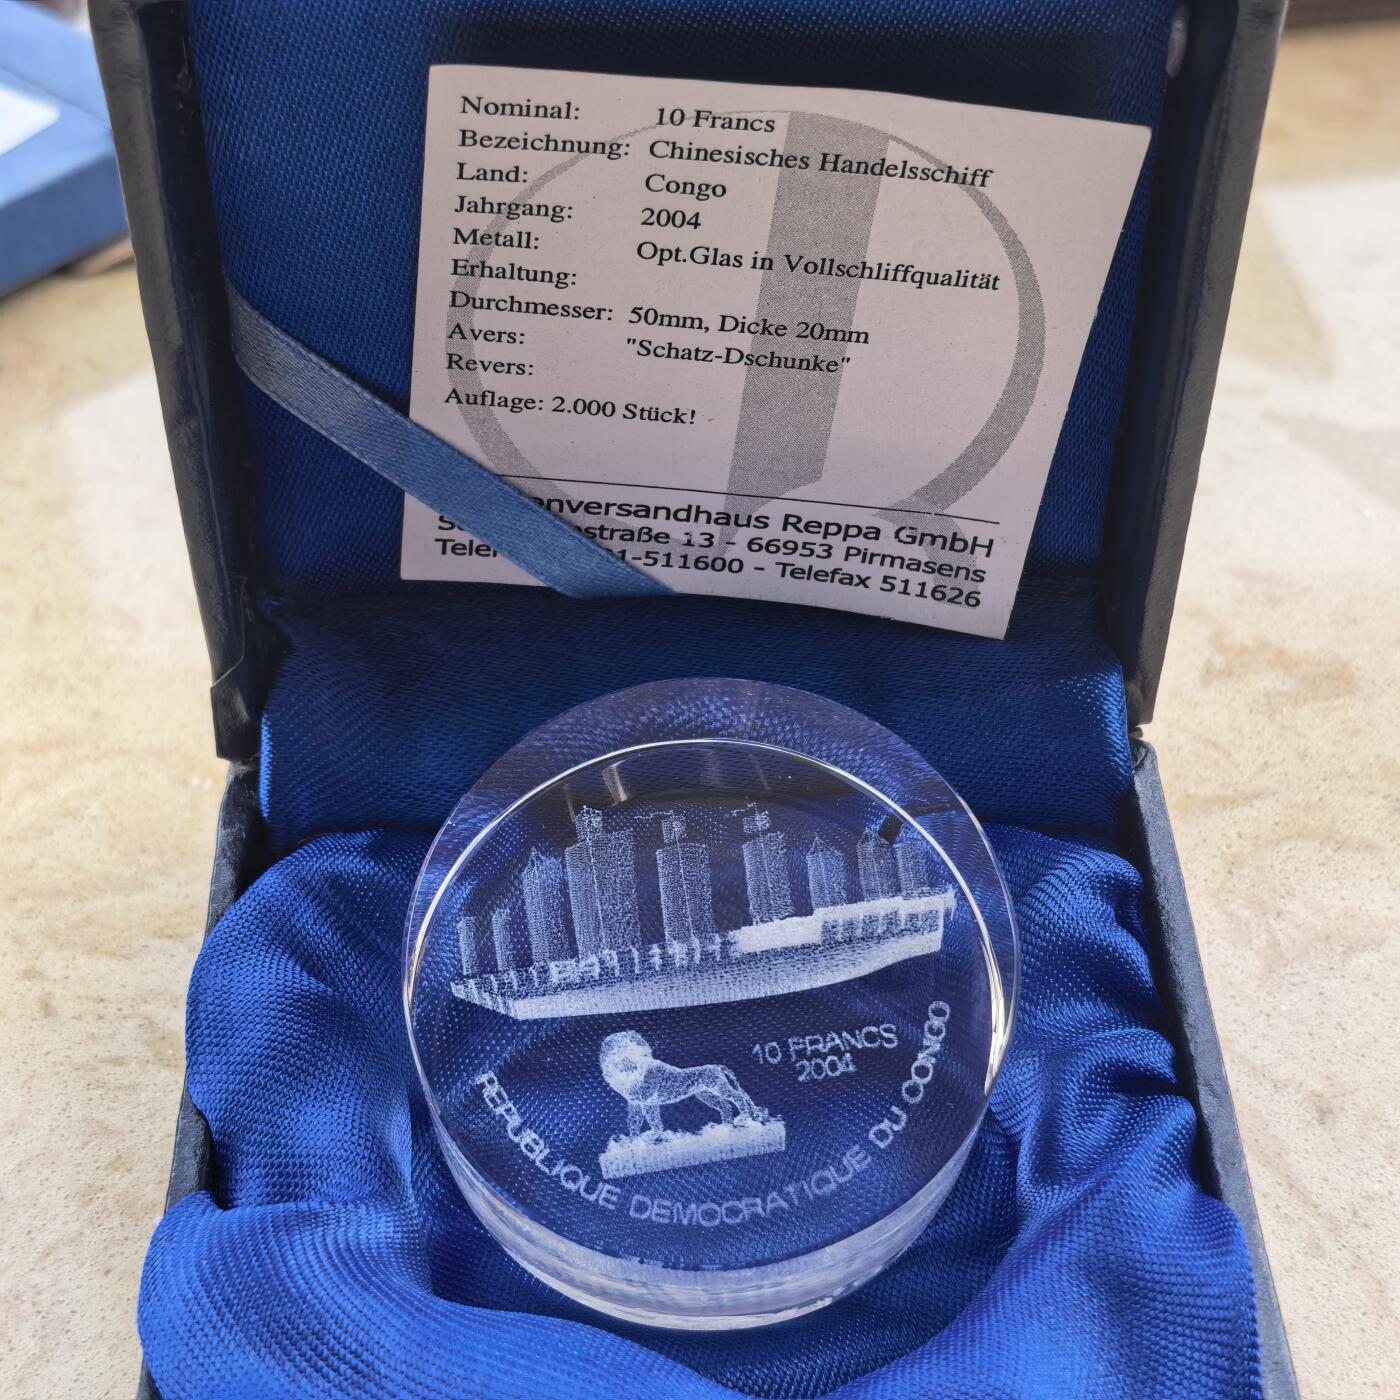 Nominal: 10 Francs
Bezeichnung: Chinesisches Handelsschiff
Land: Congo
Jahrgang: 2004
Metall: Opt.Glas in Vollschliffqualität
Erhaltung:
Durchmesser: 50mm, Dicke 20mm
Avers: "Schatz-Dschunke"
Revers:
Auflage: 2.000 Stück!
nversandhaus Reppa GmbH
straße 13 - 66953 Pirmasens
1-511600 - Telefax 511626
10 FRANCS
2004
REPUBLIQUE DEMOCRATIQUE DU CONGO